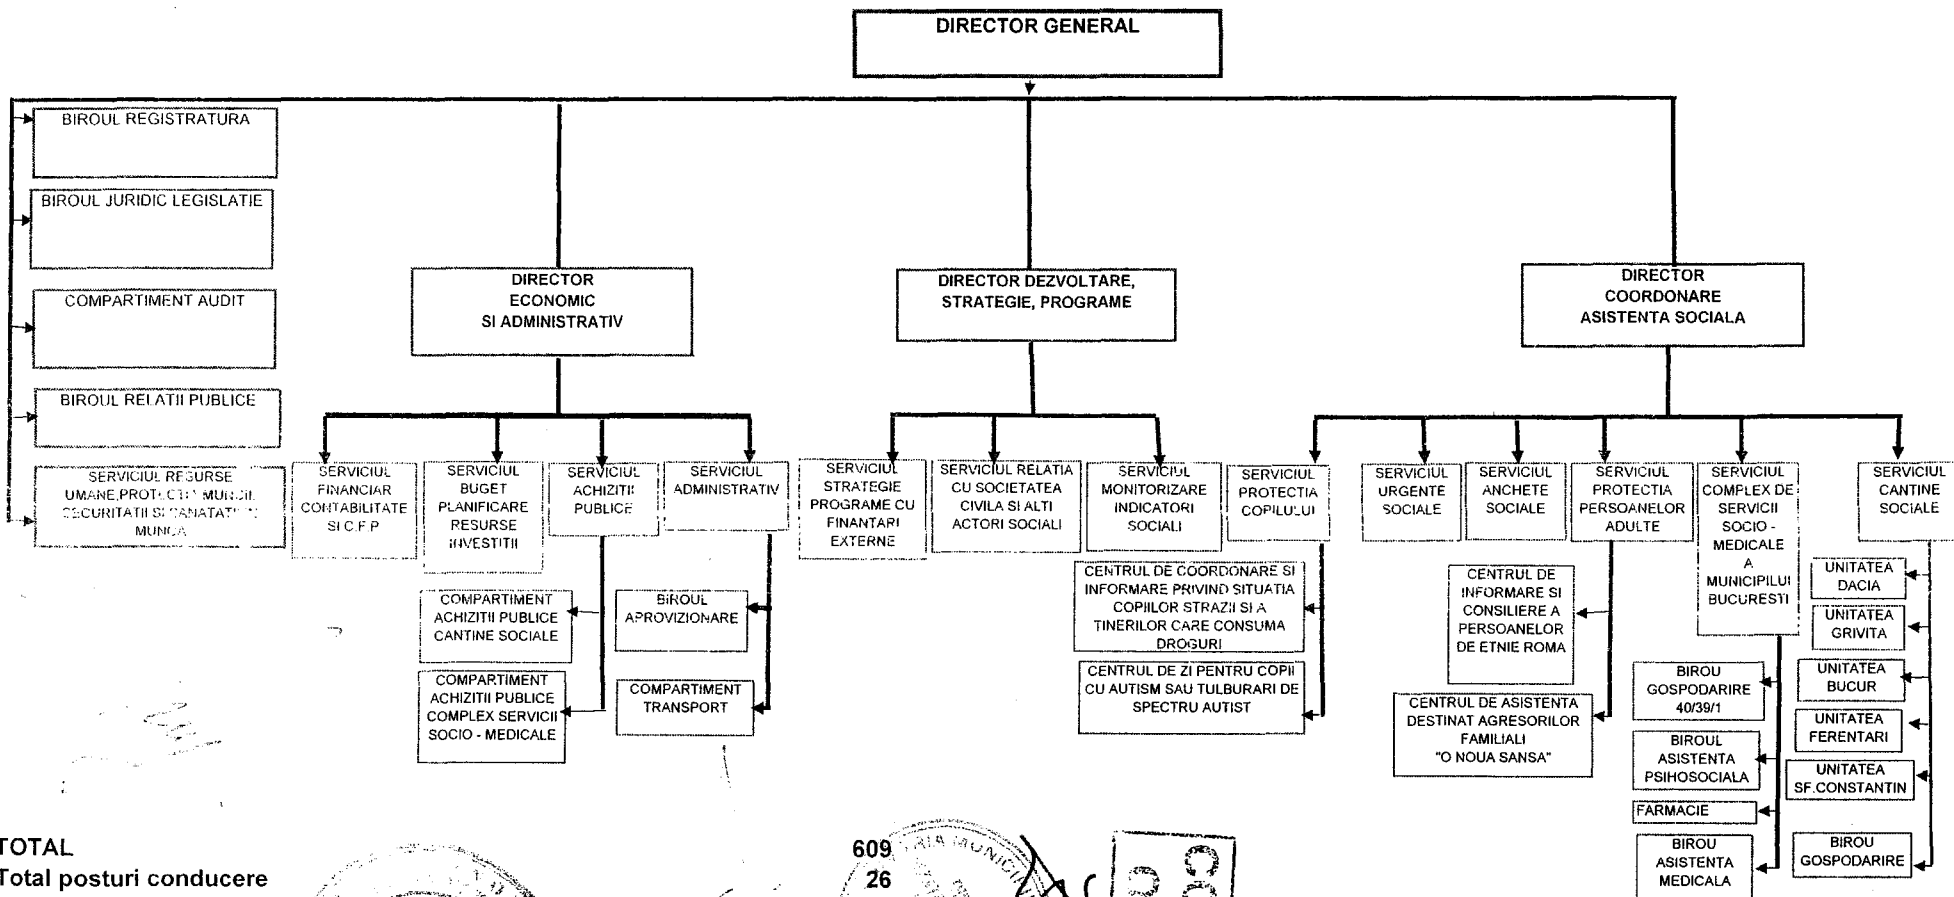 DIRECTOR GENERAL
BIROUL REGISTRATURA
BIROUL JURIDIC LEGISLATIE
COMPARTIMENT AUDIT
BIROUL RELATII PUBLICE
SERVICIUL RESURSE
UMANE,PROTECTIA MUNCII,
SECURITATII SI SANATATII IN
MUNCA
DIRECTOR
ECONOMIC
SI ADMINISTRATIV
DIRECTOR DEZVOLTARE,
STRATEGIE, PROGRAME
DIRECTOR
COORDONARE
ASISTENTA SOCIALA
SERVICIUL
FINANCIAR
CONTABILITATE
SI C.F.P
SERVICIUL
BUGET
PLANIFICARE
RESURSE
INVESTITII
SERVICIUL
ACHIZITII
PUBLICE
SERVICIUL
ADMINISTRATIV
COMPARTIMENT
ACHIZITII PUBLICE
CANTINE SOCIALE
COMPARTIMENT
ACHIZITII PUBLICE
COMPLEX SERVICII
SOCIO - MEDICALE
BIROUL
APROVIZIONARE
COMPARTIMENT
TRANSPORT
SERVICIUL
STRATEGIE
PROGRAME CU
FINANTARI
EXTERNE
SERVICIUL RELATIA
CU SOCIETATEA
CIVILA SI ALTI
ACTORI SOCIALI
SERVICIUL
MONITORIZARE
INDICATORI
SOCIALI
SERVICIUL
PROTECTIA
COPILULUI
CENTRUL DE COORDONARE SI
INFORMARE PRIVIND SITUATIA
COPIILOR STRAZII SI A
TINERILOR CARE CONSUMA
DROGURI
CENTRUL DE ZI PENTRU COPII
CU AUTISM SAU TULBURARI DE
SPECTRU AUTIST
SERVICIUL
URGENTE
SOCIALE
SERVICIUL
ANCHETE
SOCIALE
SERVICIUL
PROTECTIA
PERSOANELOR
ADULTE
CENTRUL DE
INFORMARE SI
CONSILIERE A
PERSOANELOR
DE ETNIE ROMA
CENTRUL DE ASISTENTA
DESTINAT AGRESORILOR
FAMILIALI
"O NOUA SANSA"
SERVICIUL
COMPLEX DE
SERVICII
SOCIO -
MEDICALE
A
MUNICIPILUI
BUCURESTI
BIROU
GOSPODARIRE
40/39/1
BIROUL
ASISTENTA
PSIHOSOCIALA
FARMACIE
BIROU
ASISTENTA
MEDICALA
SERVICIUL
CANTINE
SOCIALE
UNITATEA
DACIA
UNITATEA
GRIVITA
UNITATEA
BUCUR
UNITATEA
FERENTARI
UNITATEA
SF.CONSTANTIN
BIROU
GOSPODARIRE
TOTAL 609
Total posturi conducere 26